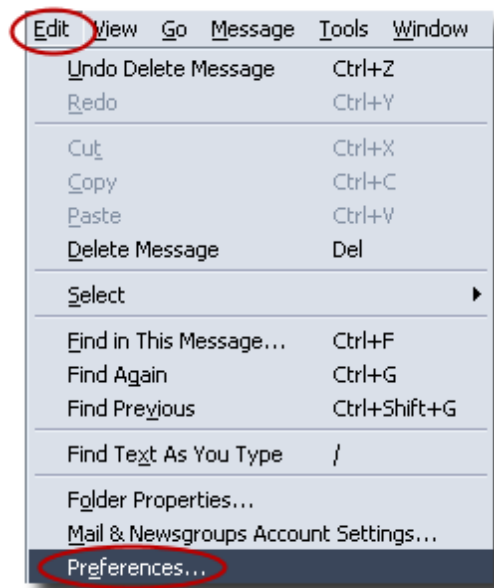 Edit View Go Message Tools Window
Undo Delete Message Ctrl+Z
Redo Ctrl+Y
Cut Ctrl+X
Copy Ctrl+C
Paste Ctrl+V
Delete Message Del
Select
Find in This Message... Ctrl+F
Find Again Ctrl+G
Find Previous Ctrl+Shift+G
Find Text As You Type /
Folder Properties...
Mail & Newsgroups Account Settings...
Preferences...